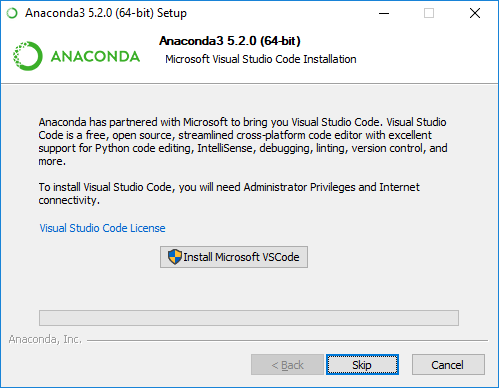 Anaconda3 5.2.0 (64-bit) Setup
Anaconda3 5.2.0 (64-bit)
Microsoft Visual Studio Code Installation
ANACONDA
Anaconda has partnered with Microsoft to bring you Visual Studio Code. Visual Studio
Code is a free, open source, streamlined cross-platform code editor with excellent
support for Python code editing, IntelliSense, debugging, linting, version control, and
more.
To install Visual Studio Code, you will need Administrator Privileges and Internet
connectivity.
Visual Studio Code License
Install Microsoft VSCode
Anaconda, Inc.
< Back
Skip
Cancel